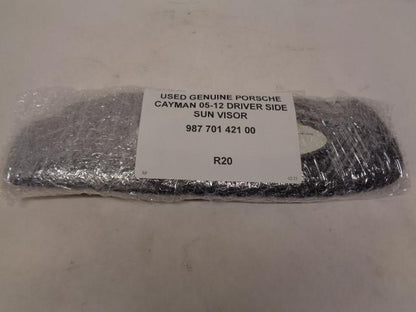 USED GENUINE PORSCHE
CAYMAN 05-12 DRIVER SIDE
SUN VISOR
987 701 421 00
R20